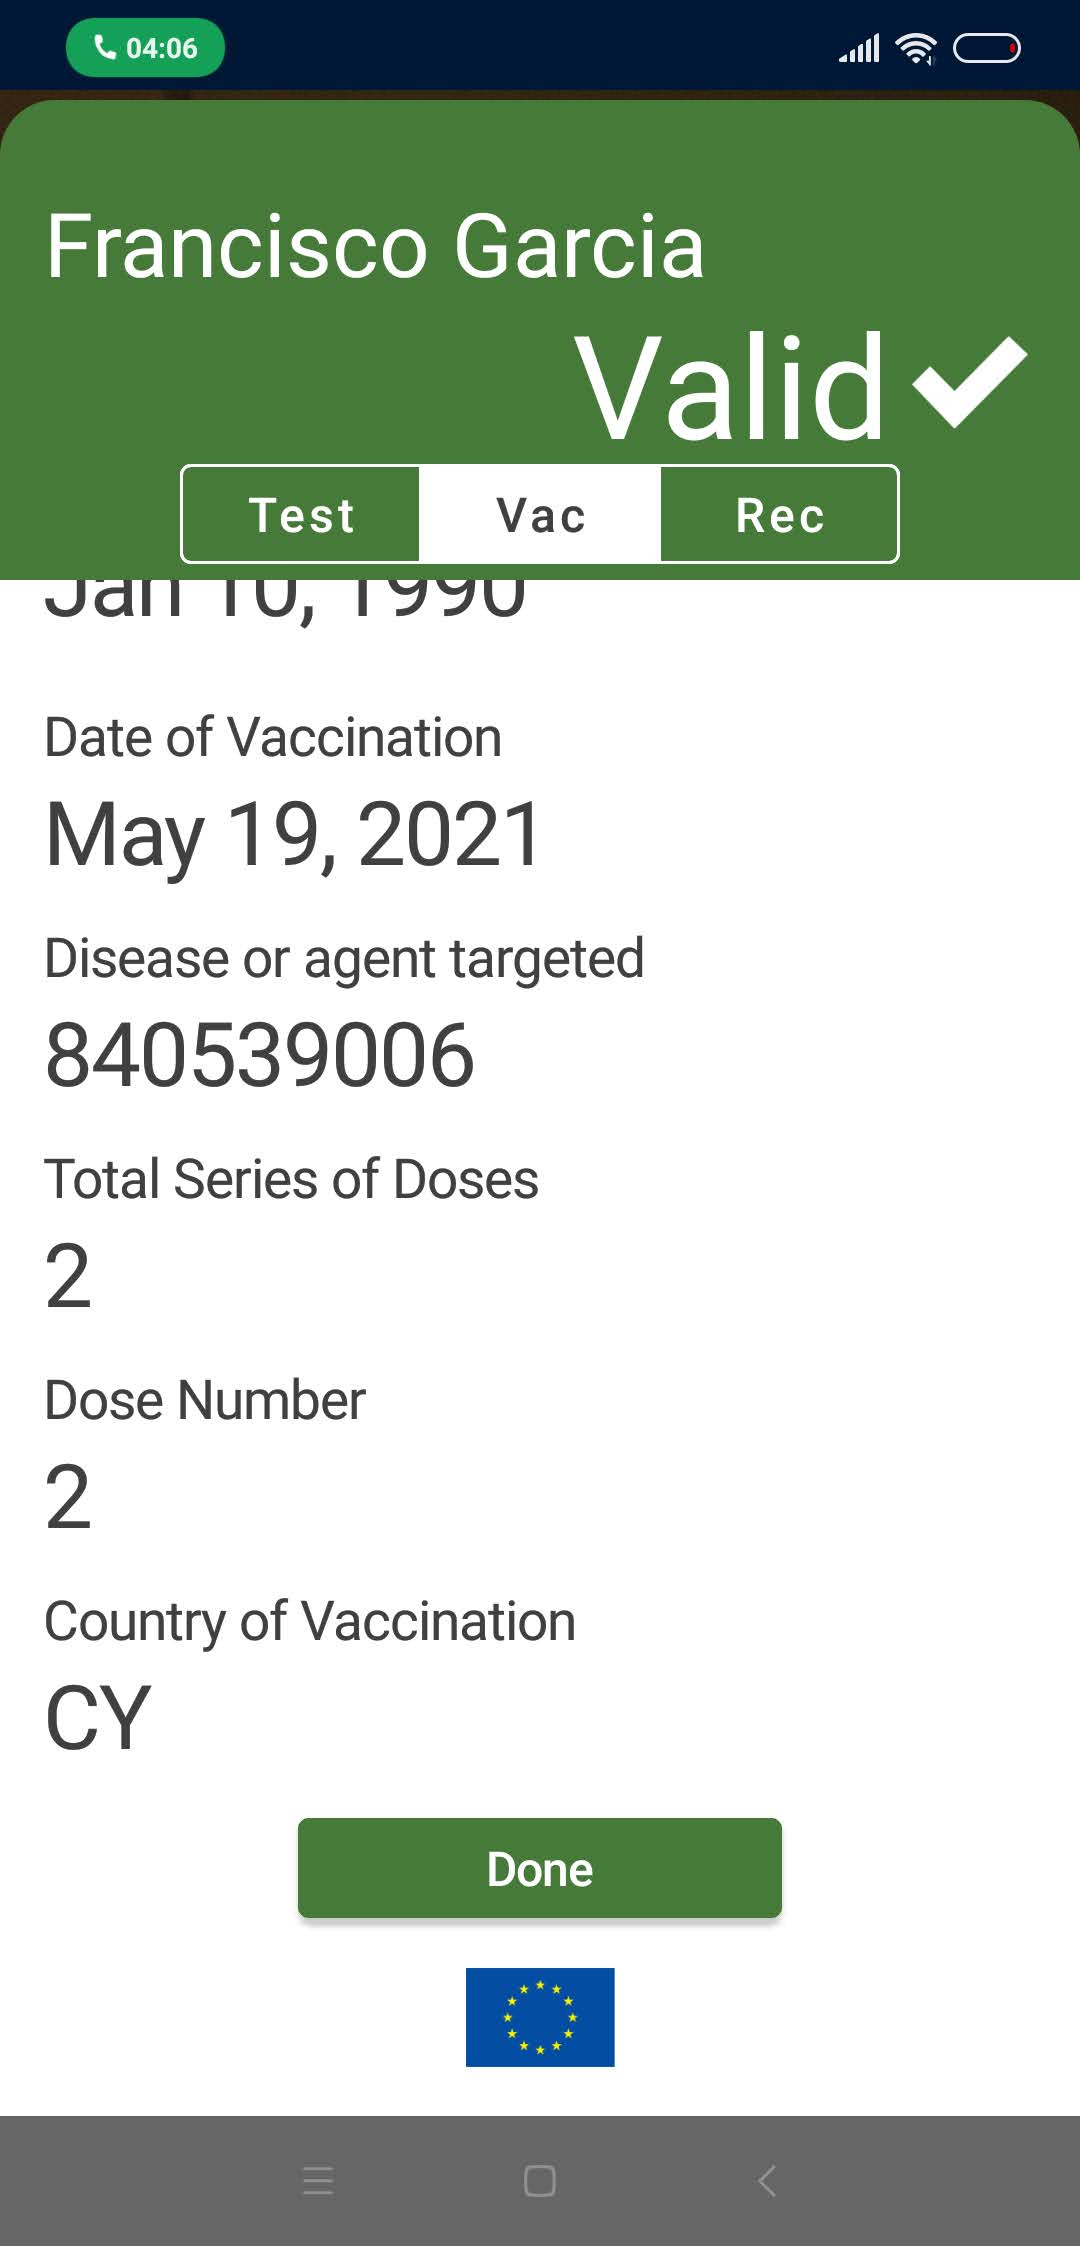 04:06
Francisco Garcia
Valid
Test Vac Rec
Jan 10, 1990
Date of Vaccination
May 19, 2021
Disease or agent targeted
840539006
Total Series of Doses
2
Dose Number
2
Country of Vaccination
CY
Done